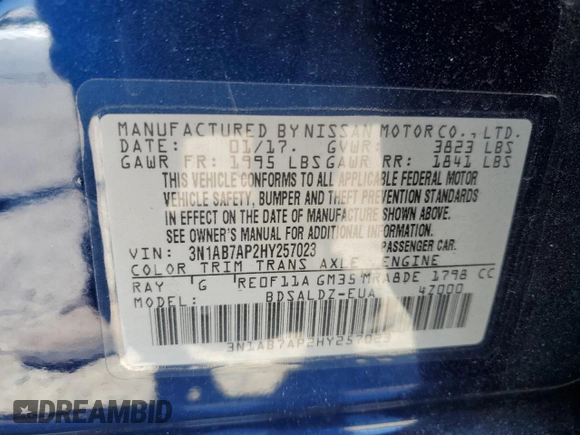 MANUFACTURED BY NISSAN MOTOR CO., LTD.
DATE: 01/17. GVWR: 3823 LBS
GAWR FR: 1995 LBS GAWR RR: 1841 LBS
THIS VEHICLE CONFORMS TO ALL APPLICABLE FEDERAL MOTOR
VEHICLE SAFETY, BUMPER AND THEFT PREVENTION STANDARDS
IN EFFECT ON THE DATE OF MANUFACTURE SHOWN ABOVE.
SEE OWNER'S MANUAL FOR ADDITIONAL INFORMATION.
VIN: 3N1AB7AP2HY257023 PASSENGER CAR.
COLOR TRIM TRANS AXLE ENGINE
RAY G RE0F11A GM35 MRA8DE 1798 CC
MODEL: BDSALDZ-EUA 4Z000
3N1AB7AP2HY257023
DREAMBID